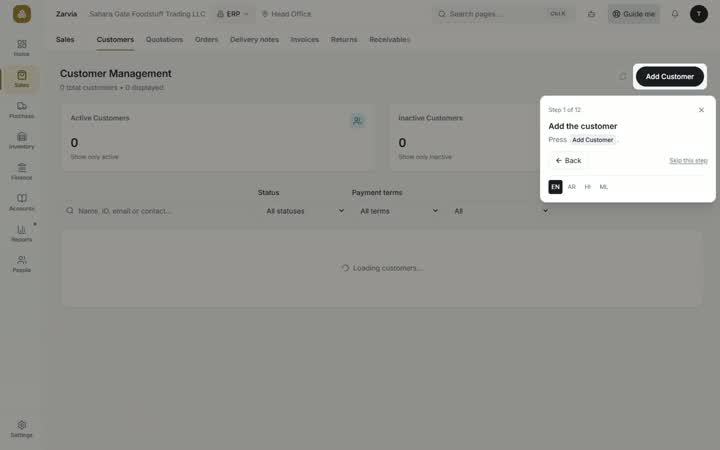 Zarvia
Sahara Gate Foodstuff Trading LLC
ERP
Head Office
Search pages...
Ctrl K
Guide me
T
Home
Sales
Purchase
Inventory
Finance
Accounts
Reports
People
Settings
Sales
Customers
Quotations
Orders
Delivery notes
Invoices
Returns
Receivables
Customer Management
0 total customers • 0 displayed
Add Customer
Active Customers
0
Show only active
Inactive Customers
0
Show only inactive
Step 1 of 12
Add the customer
Press Add Customer .
← Back
Skip this step
EN AR HI ML
Status
Payment terms
Name, ID, email or contact...
All statuses
All terms
All
Loading customers...